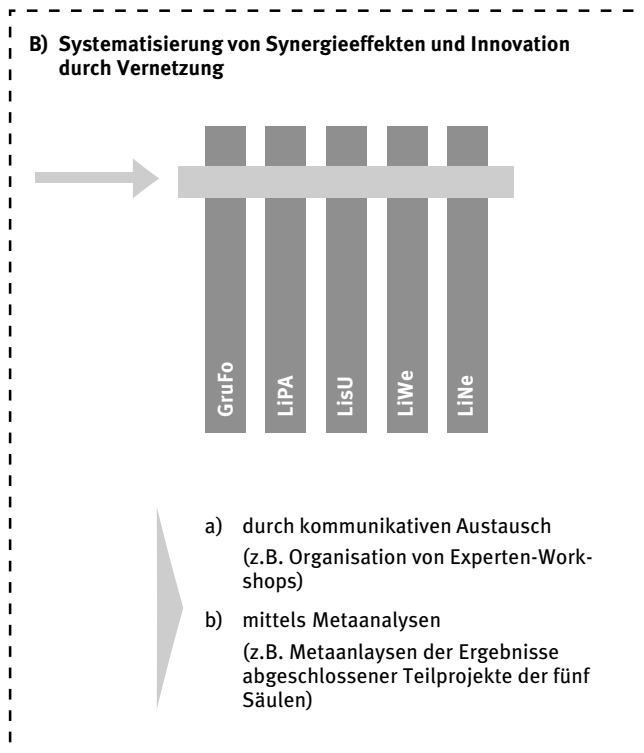 B) Systematisierung von Synergieeffekten und Innovation
durch Vernetzung
GruFo
LiPA
LisU
LiWe
LiNe
a) durch kommunikativen Austausch
(z.B. Organisation von Experten-Work-
shops)
b) mittels Metaanalysen
(z.B. Metaanlaysen der Ergebnisse
abgeschlossener Teilprojekte der fünf
Säulen)